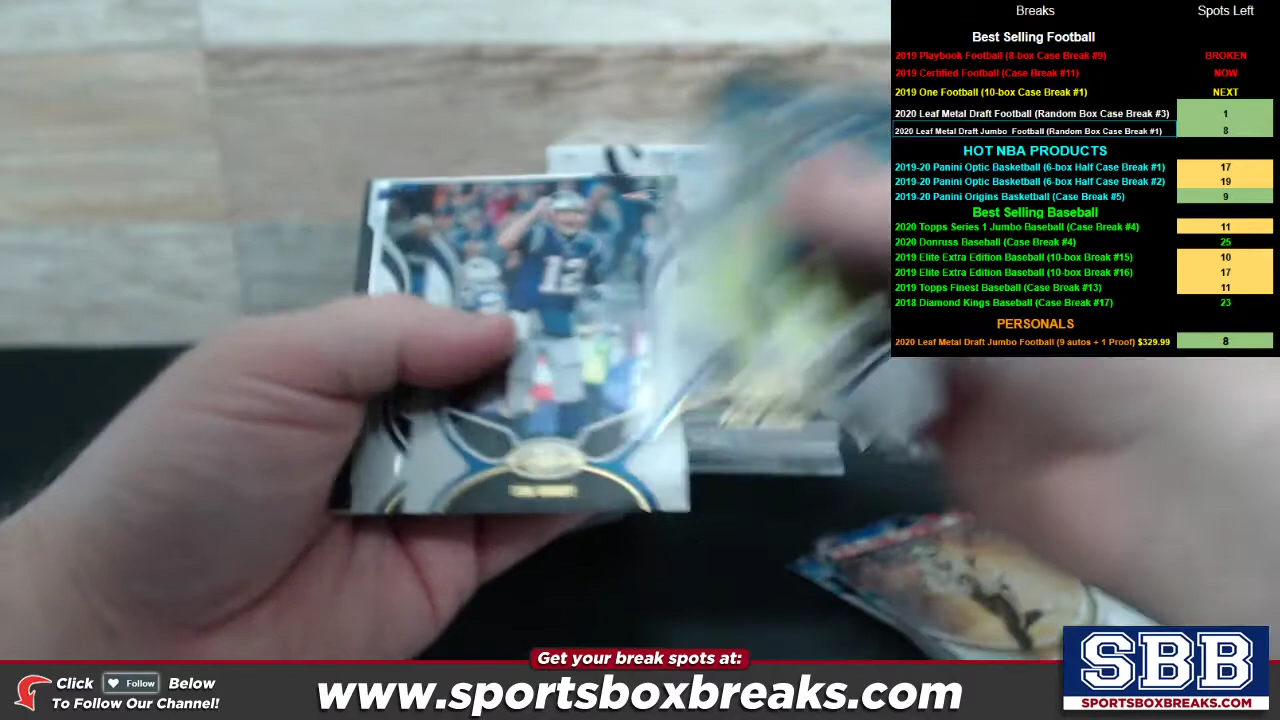 Breaks Spots Left
Best Selling Football
2019 Playbook Football (8-box Case Break #9) BROKEN
2019 Certified Football (Case Break #11) NOW
2019 One Football (10-box Case Break #1) NEXT
2020 Leaf Metal Draft Football (Random Box Case Break #3) 1
2020 Leaf Metal Draft Jumbo Football (Random Box Case Break #1) 8
HOT NBA PRODUCTS
2019-20 Panini Optic Basketball (6-box Half Case Break #1) 17
2019-20 Panini Optic Basketball (6-box Half Case Break #2) 19
2019-20 Panini Origins Basketball (Case Break #5) 9
Best Selling Baseball
2020 Topps Series 1 Jumbo Baseball (Case Break #4) 11
2020 Donruss Baseball (Case Break #4) 25
2019 Elite Extra Edition Baseball (10-box Break #15) 10
2019 Elite Extra Edition Baseball (10-box Break #16) 17
2019 Topps Finest Baseball (Case Break #13) 11
2018 Diamond Kings Baseball (Case Break #17) 23
PERSONALS
2020 Leaf Metal Draft Jumbo Football (9 autos + 1 Proof) $329.99 8
12
Get your break spots at:
Click Follow Below
To Follow Our Channel!
www.sportsboxbreaks.com
SBB
SPORTSBOXBREAKS.COM